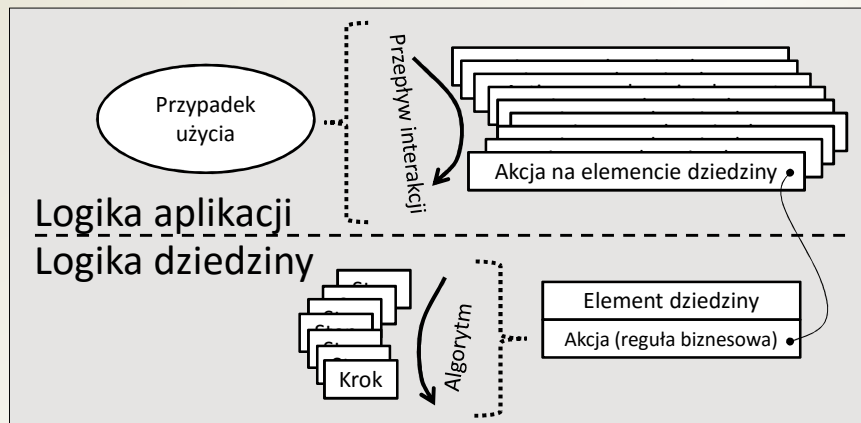 Przypadek
użycia
Przepływ interakcji
Akcja na elemencie dziedziny
Logika aplikacji
Logika dziedziny
Krok
Algorytm
Element dziedziny
Akcja (reguła biznesowa)